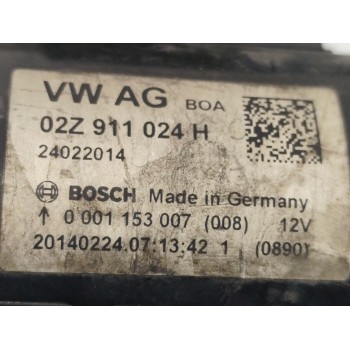 VW AG BOA
02Z 911 024 H
24022014
BOSCH Made in Germany
↑ 0 001 153 007 (008) 12V
20140224.07:13:42 1 (0890)